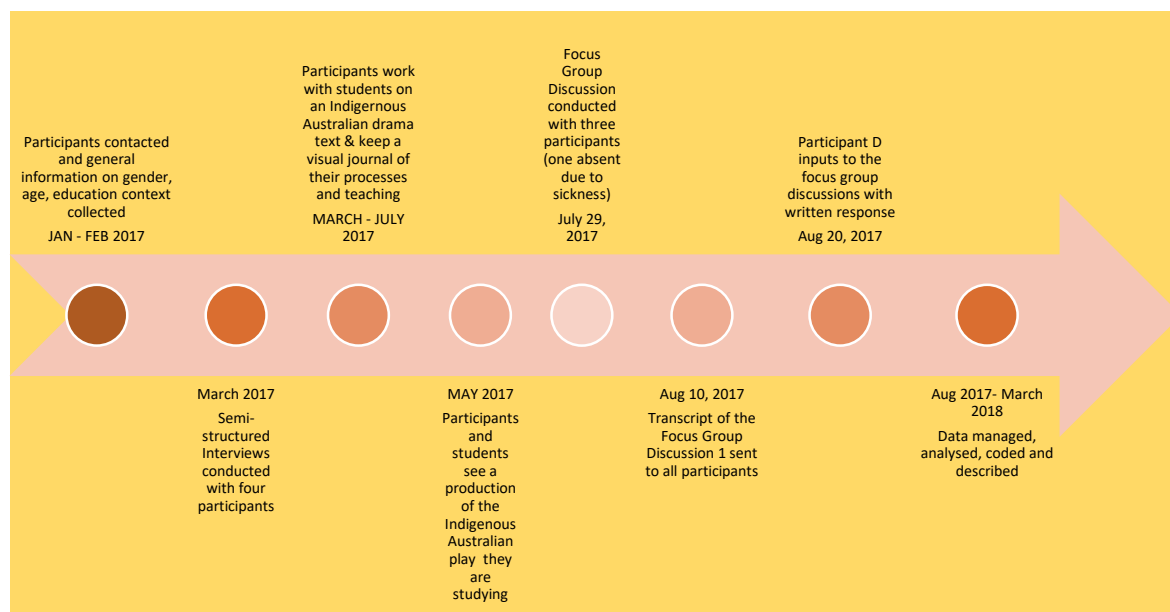 Participants contacted
and general
information on gender,
age, education context
collected
JAN - FEB 2017
March 2017
Semi-
structured
Interviews
conducted
with four
participants
Participants work
with students on
an Indigernous
Australian drama
text & keep a
visual journal of
their processes
and teaching
MARCH - JULY
2017
MAY 2017
Participants
and
students
see a
production
of the
Indigenous
Australian
play they
are
studying
Focus
Group
Discussion
conducted
with three
participants
(one absent
due to
sickness)
July 29,
2017
Aug 10, 2017
Transcript of the
Focus Group
Discussion 1 sent
to all participants
Participant D
inputs to the
focus group
discussions with
written response
Aug 20, 2017
Aug 2017- March
2018
Data managed,
analysed, coded and
described